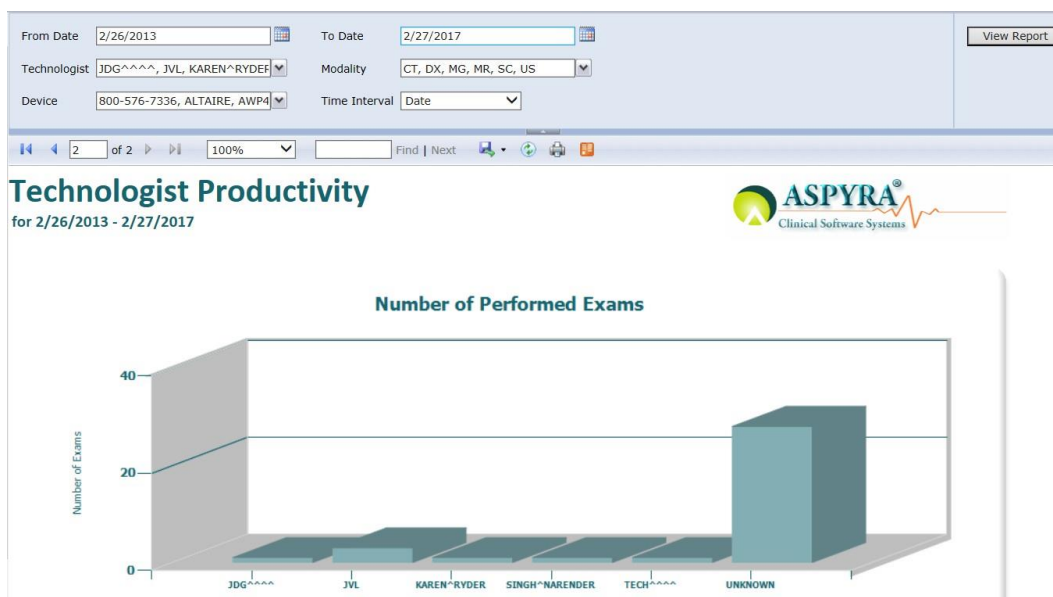 From Date 2/26/2013 To Date 2/27/2017 View Report
Technologist JDG^^^^, JVL, KAREN^RYDER Modality CT, DX, MG, MR, SC, US
Device 800-576-7336, ALTAIRE, AWP4 Time Interval Date
2 of 2 100% Find | Next
Technologist Productivity
for 2/26/2013 - 2/27/2017
ASPYRA®
Clinical Software Systems
Number of Performed Exams
40
20
0
Number of Exams
JDG^^^^ JVL KAREN^RYDER SINGH^NARENDER TECH^^^^ UNKNOWN